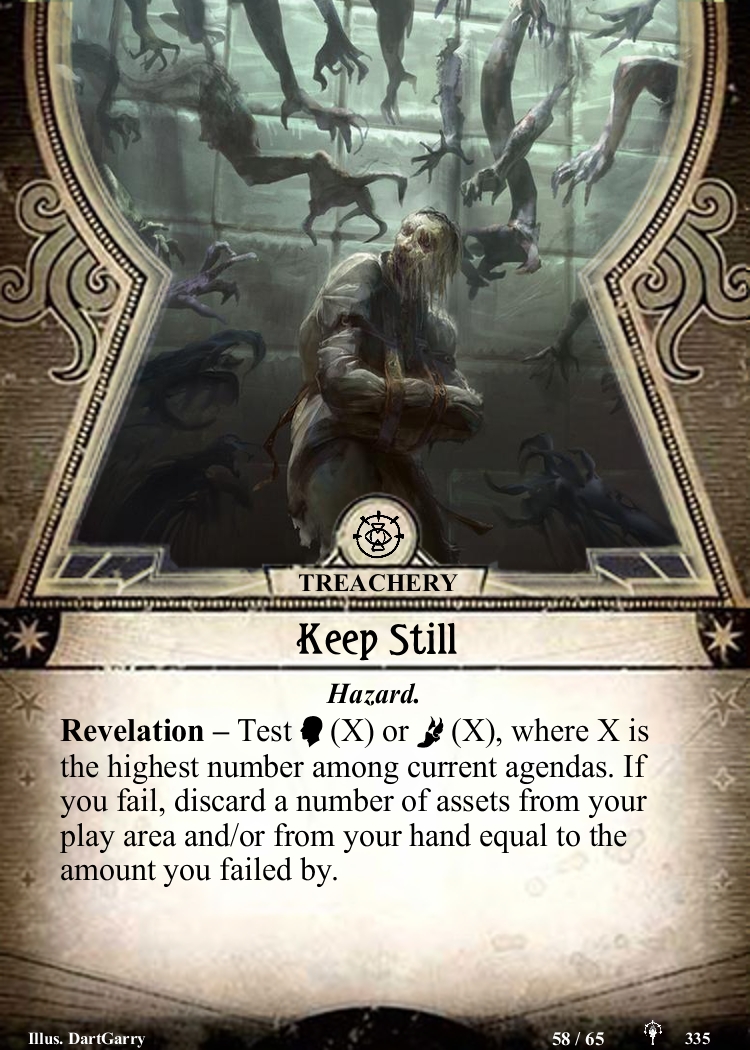 TREACHERY
Keep Still
Hazard.
Revelation – Test (X) or (X), where X is
the highest number among current agendas. If
you fail, discard a number of assets from your
play area and/or from your hand equal to the
amount you failed by.
Illus. DartGarry 58 / 65 335